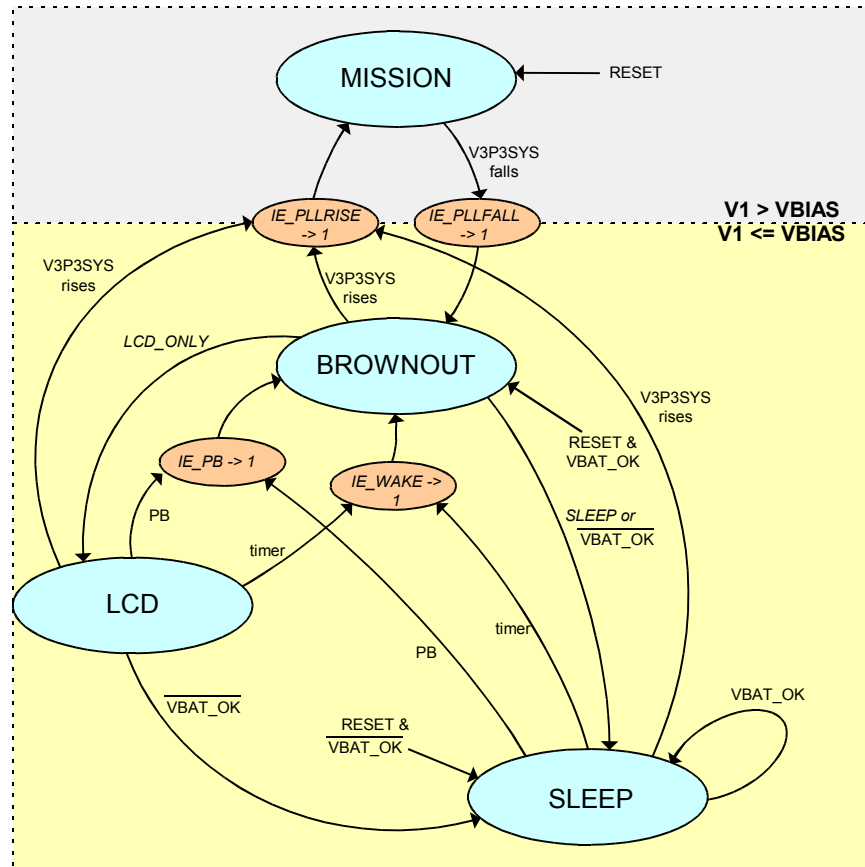 MISSION
RESET
V3P3SYS
falls
IE_PLLRISE
-> 1
IE_PLLFALL
-> 1
V1 > VBIAS
V1 <= VBIAS
V3P3SYS
rises
V3P3SYS
rises
LCD_ONLY
BROWNOUT
V3P3SYS
rises
RESET &
VBAT_OK
IE_PB -> 1
IE_WAKE ->
1
PB
timer
SLEEP or
VBAT_OK
LCD
timer
PB
VBAT_OK
VBAT_OK
RESET &
VBAT_OK
SLEEP